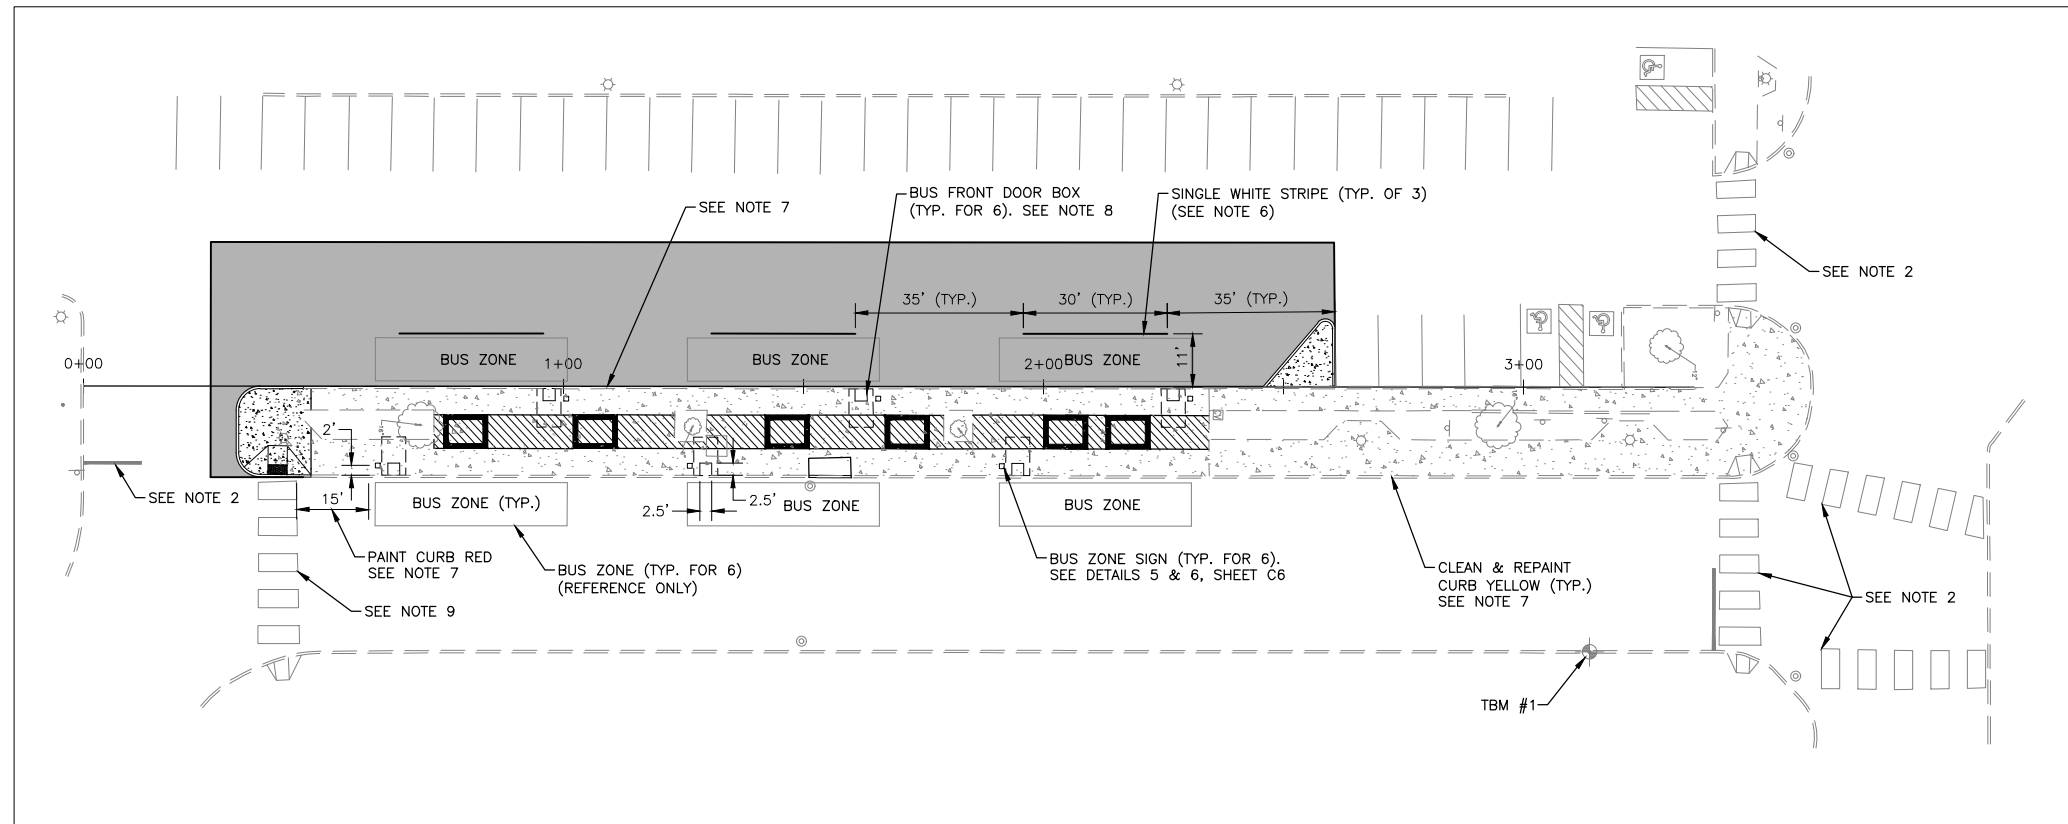 SEE NOTE 7
BUS FRONT DOOR BOX
(TYP. FOR 6). SEE NOTE 8
SINGLE WHITE STRIPE (TYP. OF 3)
(SEE NOTE 6)
SEE NOTE 2
35' (TYP.)
30' (TYP.)
35' (TYP.)
0+00
BUS ZONE
1+00
BUS ZONE
2+00
BUS ZONE
11'
3+00
2'
SEE NOTE 2
15'
BUS ZONE (TYP.)
2.5'
2.5'
BUS ZONE
BUS ZONE
PAINT CURB RED
SEE NOTE 7
BUS ZONE (TYP. FOR 6)
(REFERENCE ONLY)
BUS ZONE SIGN (TYP. FOR 6).
SEE DETAILS 5 & 6, SHEET C6
CLEAN & REPAINT
CURB YELLOW (TYP.)
SEE NOTE 7
SEE NOTE 9
SEE NOTE 2
TBM #1